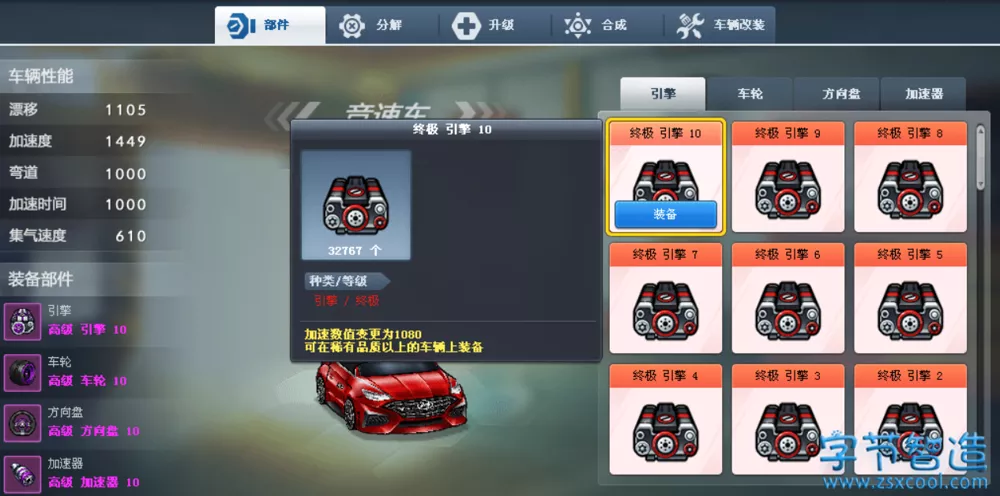 部件
分解
升级
合成
车辆改装
车辆性能
漂移 1105
加速度 1449
弯道 1000
加速时间 1000
集气速度 610
装备部件
引擎
高级 引擎 10
车轮
高级 车轮 10
方向盘
高级 方向盘 10
加速器
高级 加速器 10
音速车
终极 引擎 10
32767 个
种类/等级
引擎 / 终极
加速数值变更为1080
可在稀有品质以上的车辆上装备
引擎
车轮
方向盘
加速器
终极 引擎 10
终极 引擎 9
终极 引擎 8
装备
终极 引擎 7
终极 引擎 6
终极 引擎 5
终极 引擎 4
终极 引擎 3
终极 引擎 2
字节智造
www.zsxcool.com